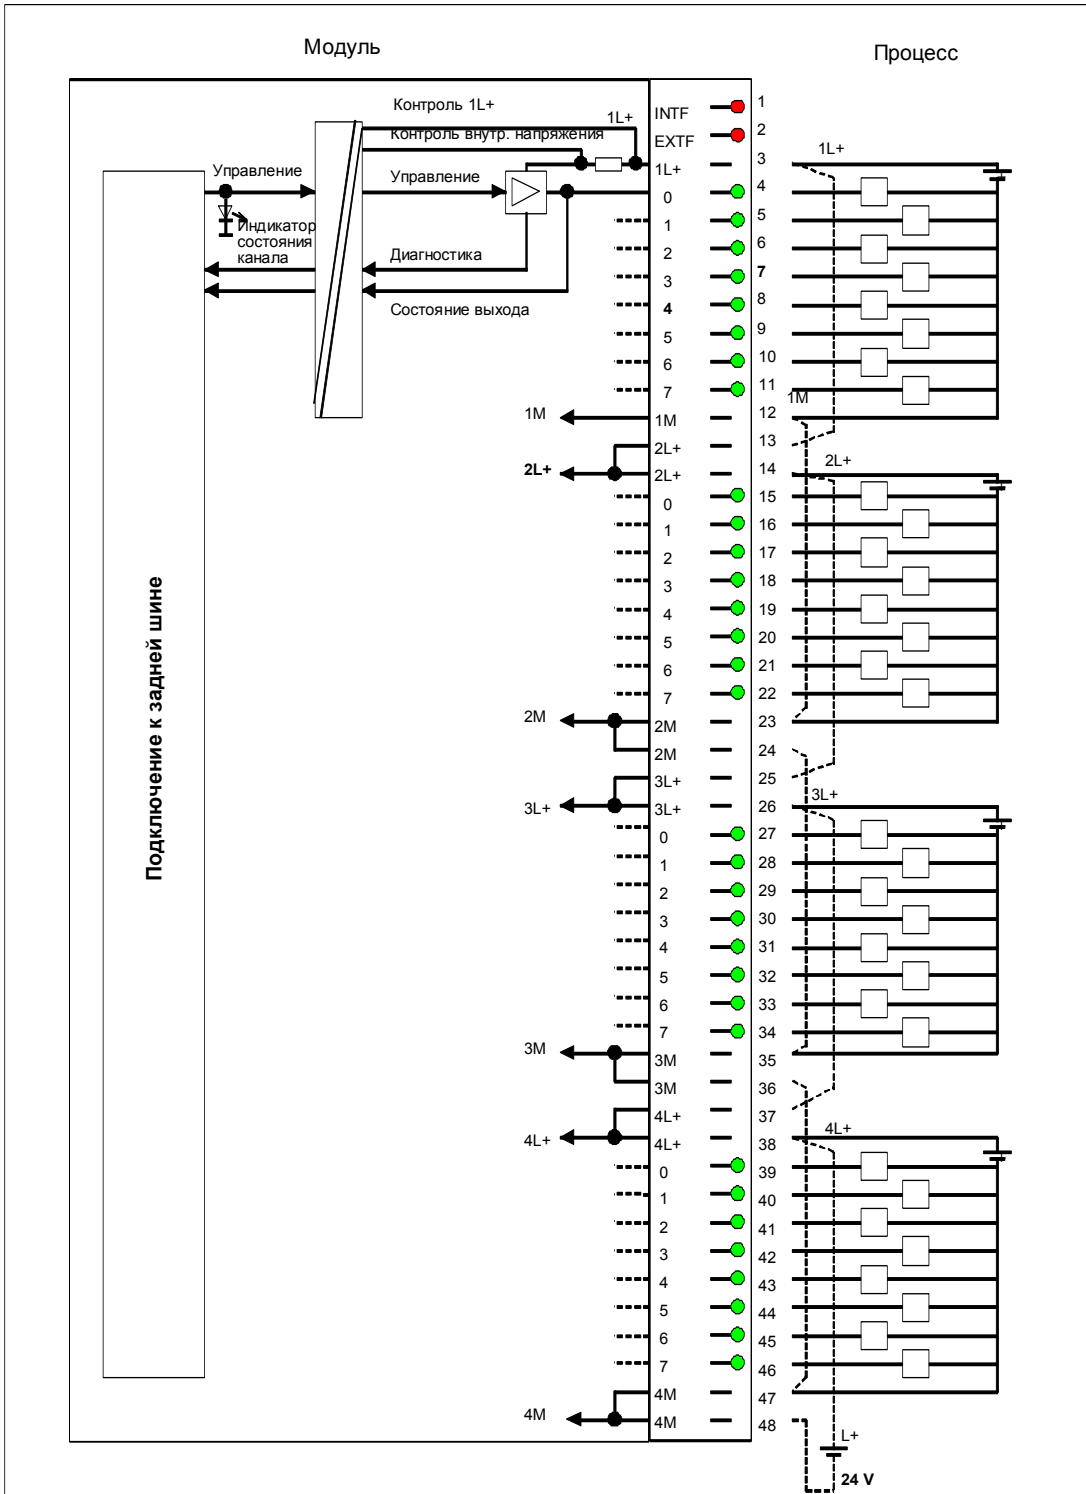 Модуль
Процесс
Контроль 1L+
1L+
Контроль внутр. напряжения
Управление
Управление
Индикатор
состояния
канала
Диагностика
Состояние выхода
Подключение к задней шине
INTF 1
EXTF 2
1L+ 3 1L+
0 4
1 5
2 6
3 7
4 8
5 9
6 10
7 11
1M
1M 1M 12
2L+ 13
2L+ 2L+ 14 2L+
0 15
1 16
2 17
3 18
4 19
5 20
6 21
7 22
2M 2M 23
2M 24
3L+ 25
3L+ 3L+ 26 3L+
0 27
1 28
2 29
3 30
4 31
5 32
6 33
7 34
3M 3M 35
3M 36
4L+ 37
4L+ 4L+ 38 4L+
0 39
1 40
2 41
3 42
4 43
5 44
6 45
7 46
4M 47
4M 4M 48
L+
24 V